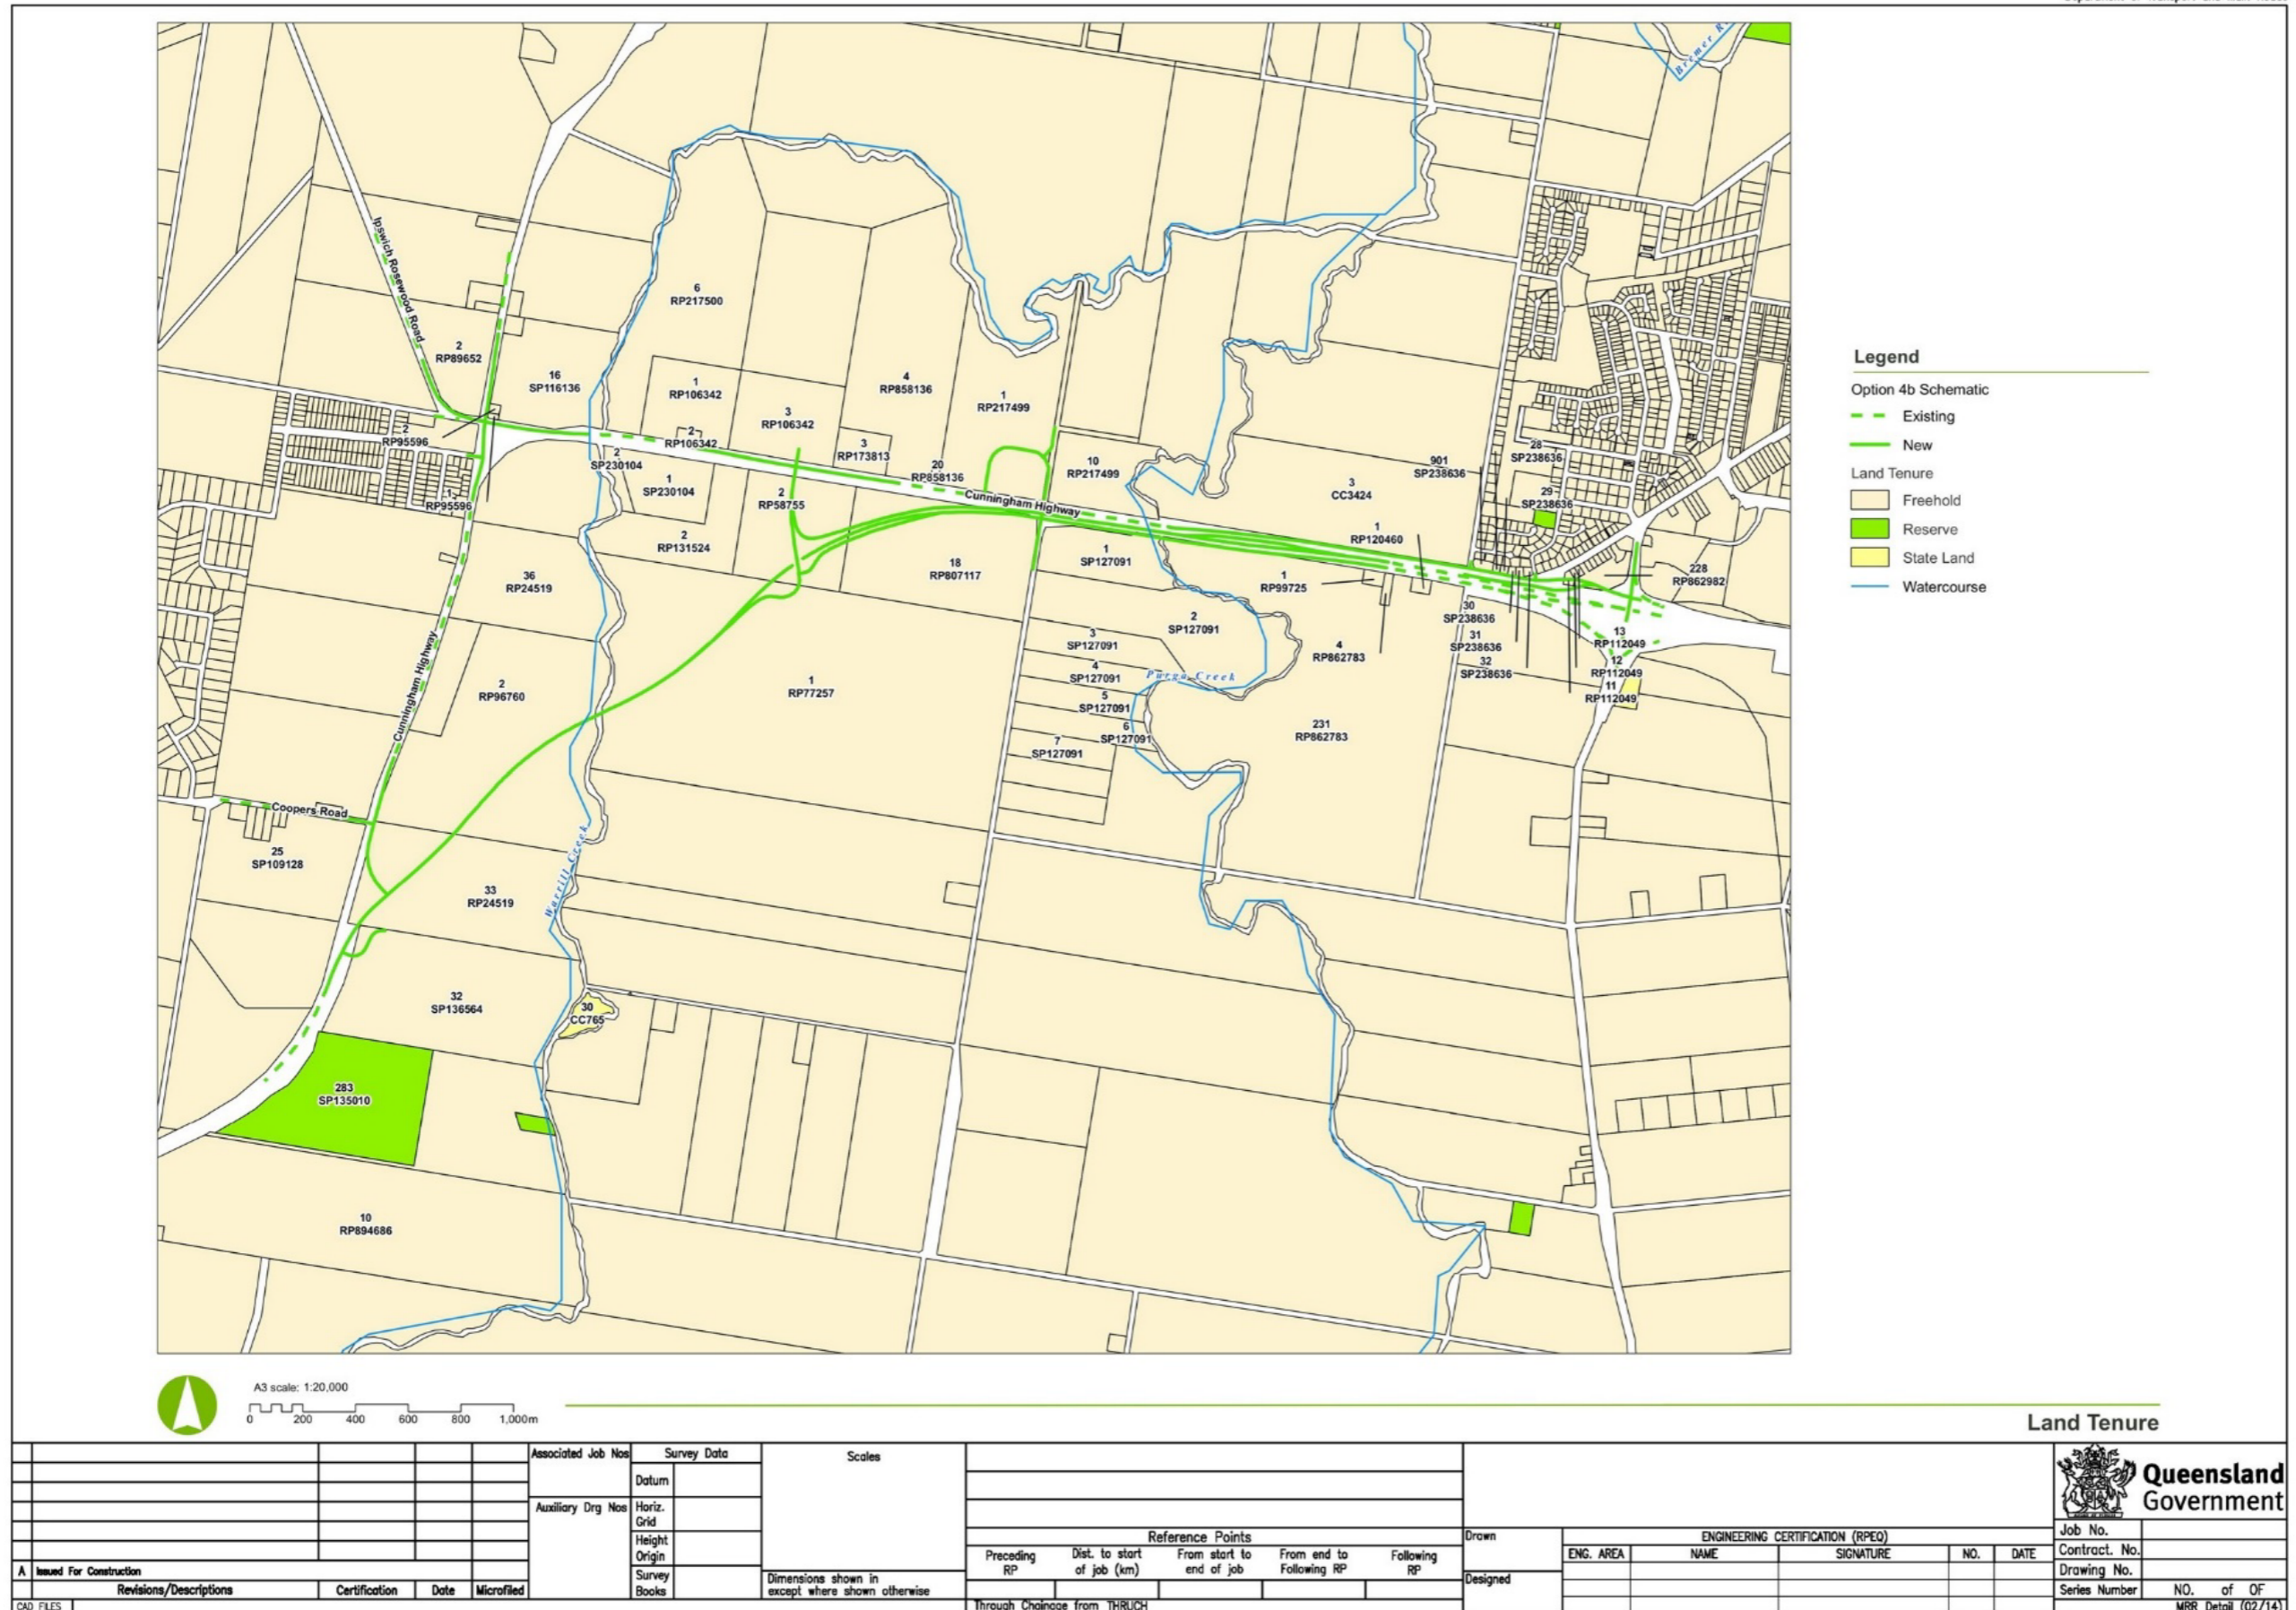 Ipswich Rosewood Road
Bremer
6
RP217500
2
RP89652
16
SP116136
1
RP106342
4
RP858136
3
RP106342
1
RP217499
2
RP95596
2
RP106342
3
RP173813
2
SP230104
20
RP858136
10
RP217499
901
SP238636
28
SP238636
1
SP230104
2
RP58755
Cunningham Highway
3
CC3424
29
SP238636
1
RP95596
2
RP131524
1
RP120460
36
RP24519
18
RP807117
1
SP127091
1
RP99725
228
RP862982
2
SP127091
30
SP238636
3
SP127091
4
RP862783
31
SP238636
13
RP112049
4
SP127091
Purga Creek
32
SP238636
12
RP112049
11
RP112049
Cunningham Highway
2
RP96760
1
RP77257
5
SP127091
6
SP127091
7
SP127091
231
RP862783
Coopers Road
25
SP109128
Warrill Creek
33
RP24519
32
SP136564
30
CC765
283
SP135010
10
RP894686
Legend
Option 4b Schematic
Existing
New
Land Tenure
Freehold
Reserve
State Land
Watercourse
A3 scale: 1:20,000
0 200 400 600 800 1,000m
Land Tenure
Associated Job Nos
Survey Data
Scales
Datum
Auxiliary Drg Nos
Horiz.
Grid
Height
Origin
Survey
Books
Dimensions shown in
except where shown otherwise
A Issued For Construction
Revisions/Descriptions Certification Date Microfiled
CAD FILES
Reference Points
Preceding
RP
Dist. to start
of job (km)
From start to
end of job
From end to
Following RP
Following
RP
Through Chainage from THRUCH
Drawn
Designed
ENGINEERING CERTIFICATION (RPEQ)
ENG. AREA NAME SIGNATURE NO. DATE
Queensland
Government
Job No.
Contract. No.
Drawing No.
Series Number NO. of OF
MRR Detail (02/14)